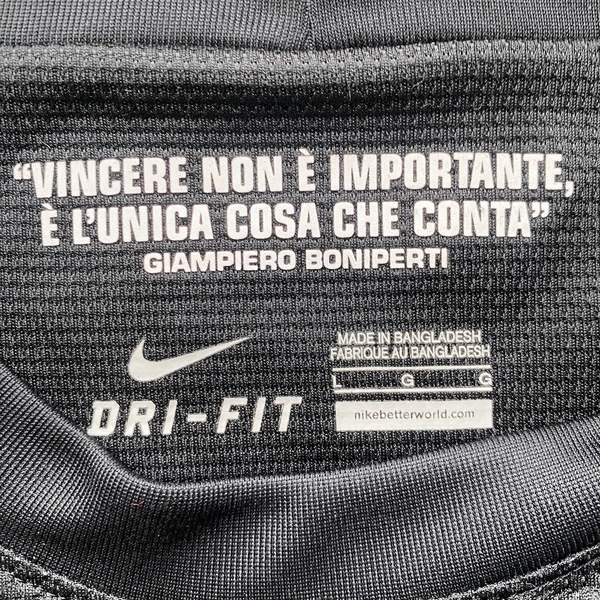 “VINCERE NON È IMPORTANTE,
È L’UNICA COSA CHE CONTA”
GIAMPIERO BONIPERTI
DRI-FIT
MADE IN BANGLADESH
FABRIQUE AU BANGLADESH
L G G
nikebetterworld.com